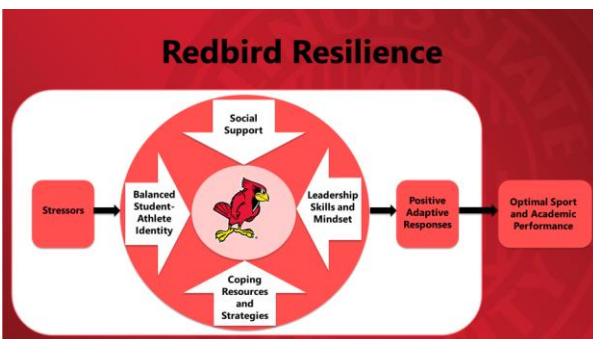 Redbird Resilience
Social
Support
Stressors
Balanced
Student-
Athlete
Identity
Leadership
Skills and
Mindset
Positive
Adaptive
Responses
Optimal Sport
and Academic
Performance
Coping
Resources
and
Strategies